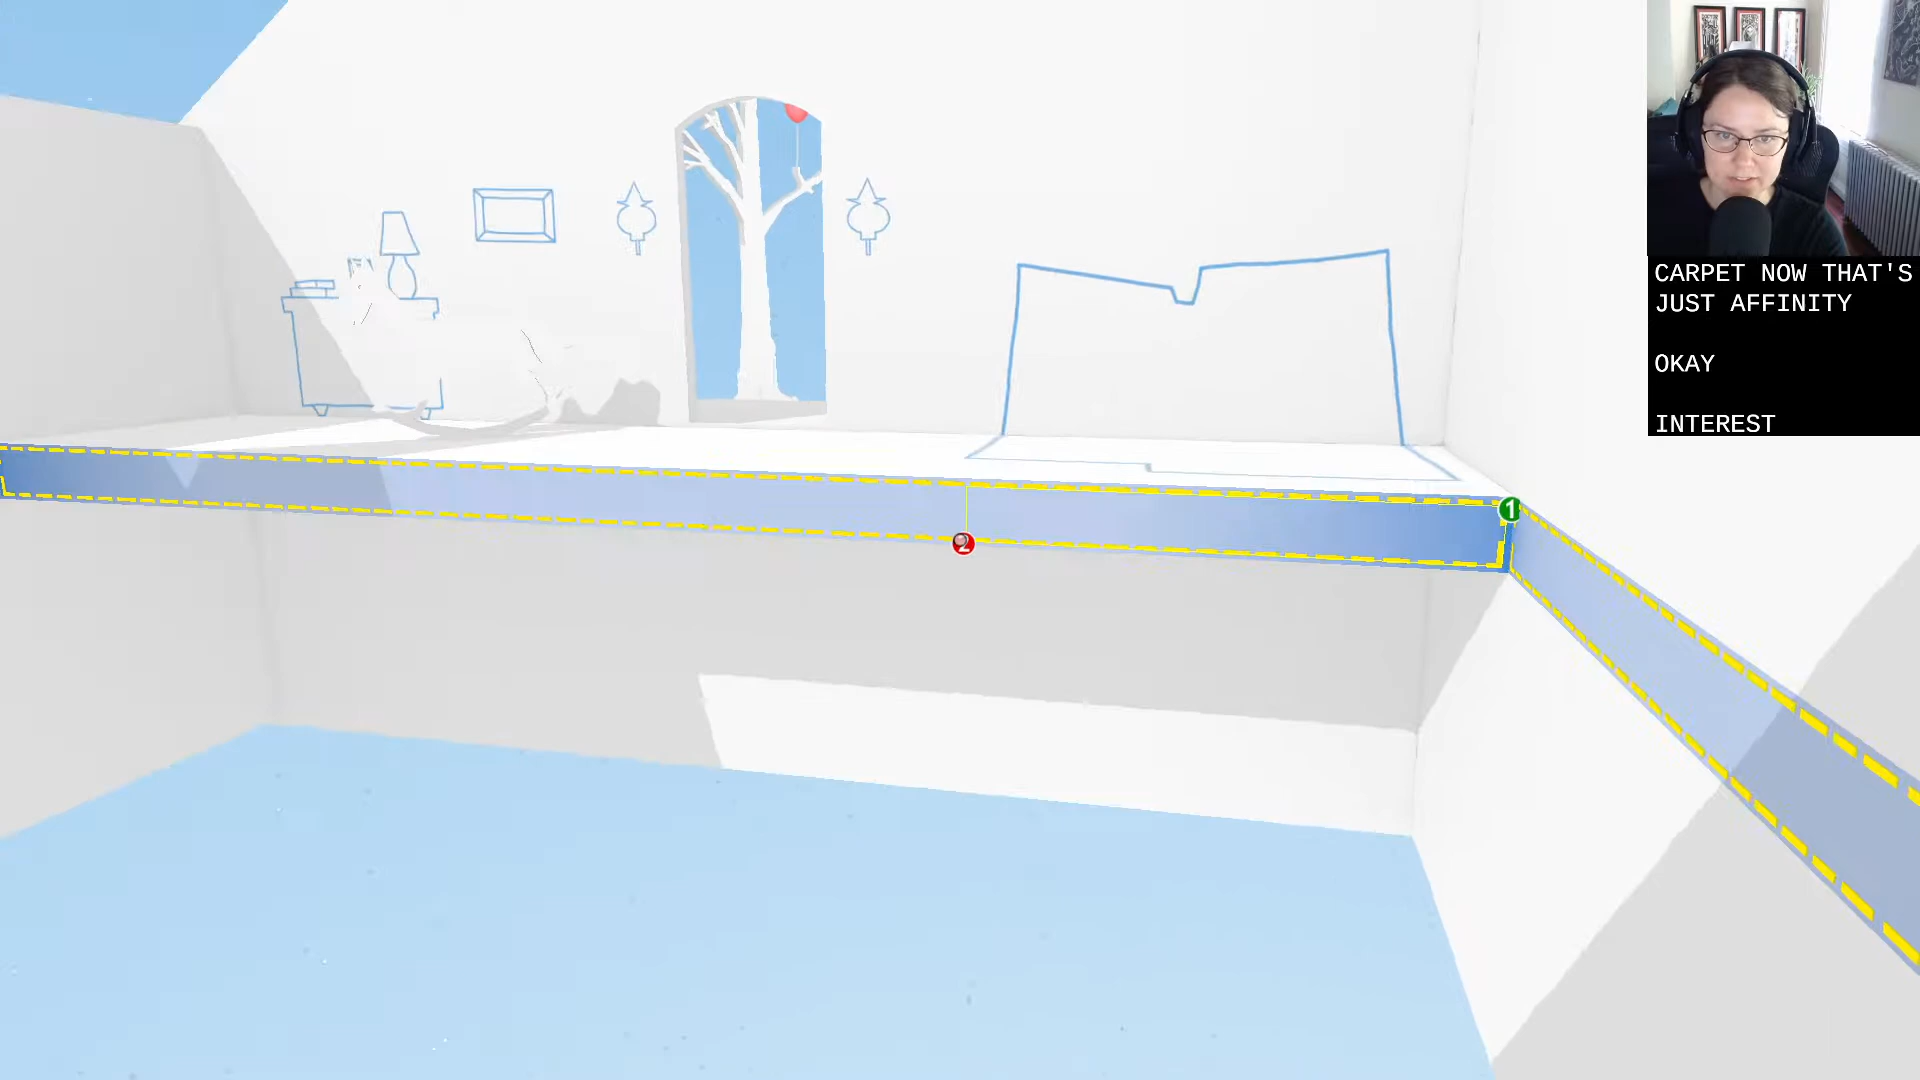 1
2
CARPET NOW THAT'S
JUST AFFINITY
OKAY
INTEREST